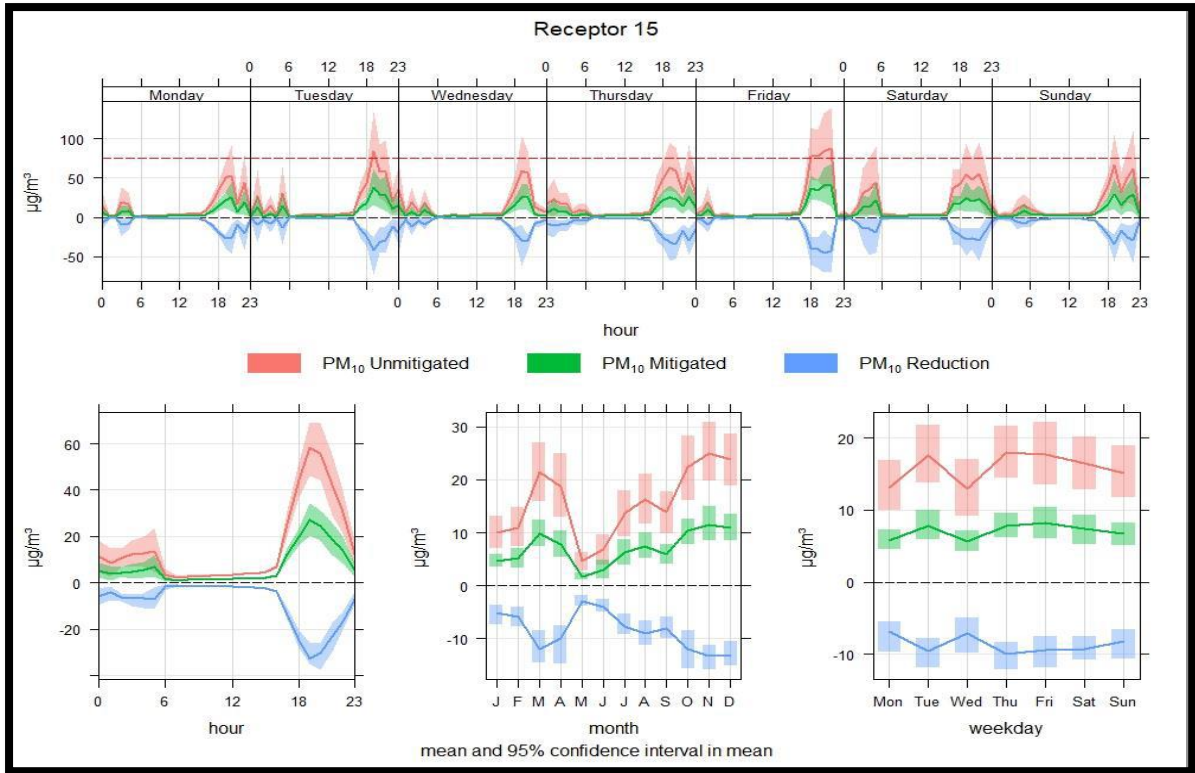 Receptor 15
0 6 12 18 23 0 6 12 18 23 0 6 12 18 23
Monday Tuesday Wednesday Thursday Friday Saturday Sunday
100
50
0
-50
µg/m³
0 6 12 18 23 0 6 12 18 23 0 6 12 18 23 0 6 12 18 23
hour
PM₁₀ Unmitigated PM₁₀ Mitigated PM₁₀ Reduction
60
40
20
0
-20
µg/m³
0 6 12 18 23
hour
30
20
10
0
-10
µg/m³
J F M A M J J A S O N D
month
20
10
0
-10
µg/m³
Mon Tue Wed Thu Fri Sat Sun
weekday
mean and 95% confidence interval in mean